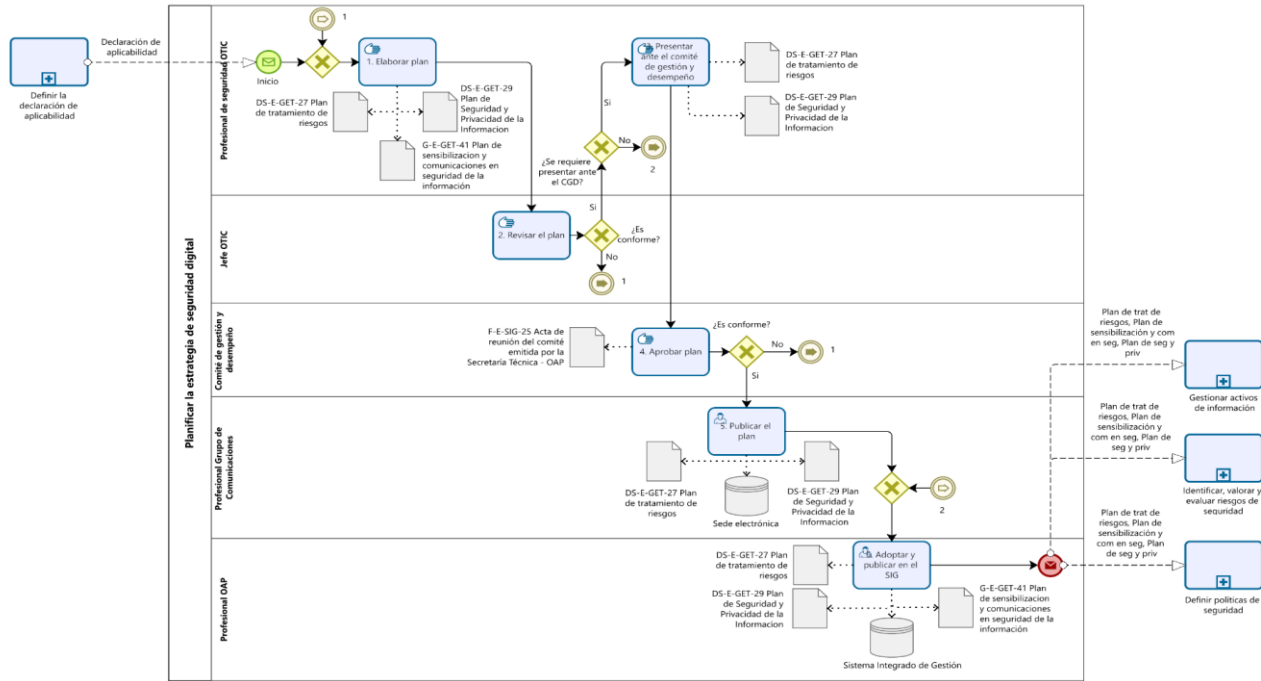 Definir la
declaración de
aplicabilidad
Declaración de
aplicabilidad
Planificar la estrategia de seguridad digital
Profesional de seguridad OTIC
1
Inicio
1. Elaborar plan
DS-E-GET-27 Plan
de tratamiento de
riesgos
DS-E-GET-29
Plan de
Seguridad y
Privacidad de la
Informacion
G-E-GET-41 Plan de
sensibilizacion y
comunicaciones en
seguridad de la
información
Presentar
ante el comité
de gestión y
desempeño
DS-E-GET-27 Plan
de tratamiento de
riesgos
DS-E-GET-29 Plan
de Seguridad y
Privacidad de la
Informacion
Si
No
2
¿Se requiere
presentar ante
el CGD?
Jefe OTIC
2. Revisar el plan
Si
¿Es
conforme?
No
1
Comité de gestión y
desempeño
F-E-SIG-25 Acta de
reunión del comité
emitida por la
Secretaría Técnica - OAP
4. Aprobar plan
¿Es conforme?
No
1
Si
Profesional Grupo de
Comunicaciones
5. Publicar el
plan
DS-E-GET-27 Plan
de tratamiento de
riesgos
Sede electrónica
DS-E-GET-29 Plan
de Seguridad y
Privacidad de la
Informacion
2
Profesional OAP
Adoptar y
publicar en el
SIG
DS-E-GET-27 Plan
de tratamiento de
riesgos
DS-E-GET-29 Plan
de Seguridad y
Privacidad de la
Informacion
G-E-GET-41 Plan
de sensibilizacion
y comunicaciones
en seguridad de la
información
Sistema Integrado de Gestión
Plan de trat de
riesgos, Plan de
sensibilización y com
en seg, Plan de seg y
priv
Gestionar activos
de información
Plan de trat de
riesgos, Plan de
sensibilización y
com en seg, Plan de
seg y priv
Identificar, valorar y
evaluar riesgos de
seguridad
Plan de trat de
riesgos, Plan de
sensibilización y
com en seg, Plan
de seg y priv
Definir políticas de
seguridad